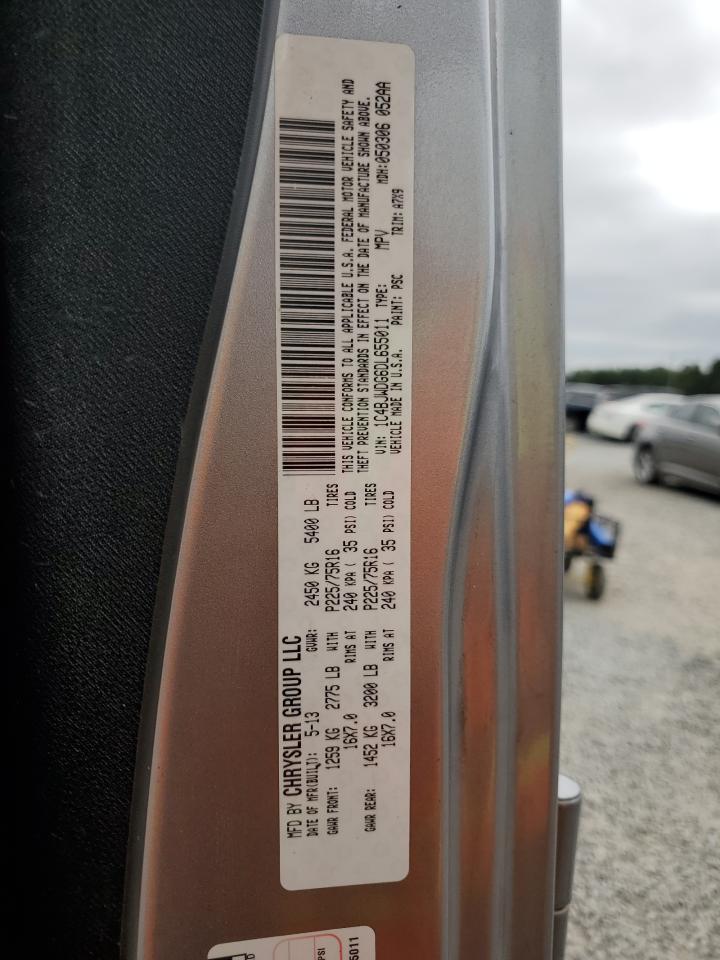 MFD BY CHRYSLER GROUP LLC
DATE OF MFR(BUILT): 5-13 GVWR: 2450 KG 5400 LB
GAWR FRONT: 1259 KG 2775 LB WITH P225/75R16 TIRES
16X7.0 RIMS AT 240 KPA ( 35 PSI) COLD
GAWR REAR: 1452 KG 3200 LB WITH P225/75R16 TIRES
16X7.0 RIMS AT 240 KPA ( 35 PSI) COLD
THIS VEHICLE CONFORMS TO ALL APPLICABLE U.S.A. FEDERAL MOTOR VEHICLE SAFETY AND
THEFT PREVENTION STANDARDS IN EFFECT ON THE DATE OF MANUFACTURE SHOWN ABOVE.
VIN: 1C4BJWDG6DL655011 TYPE: MPV MDH:050306 052AA
VEHICLE MADE IN U.S.A. PAINT: PSC TRIM: A7X9
PSI
5011